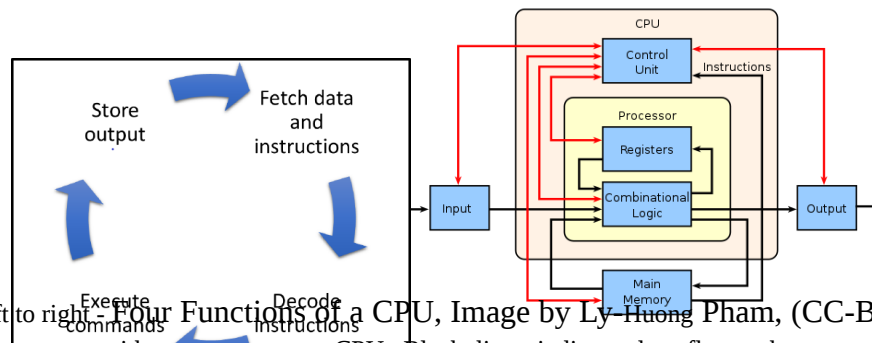 Store
output
Fetch data
and
instructions
Execute
commands
Decode
instructions
CPU
Control
Unit
Instructions
Processor
Registers
Combinational
Logic
Input
Output
Main
Memory
to right - Four Functions of a CPU, Image by Ly-Huong Pham, (CC-B